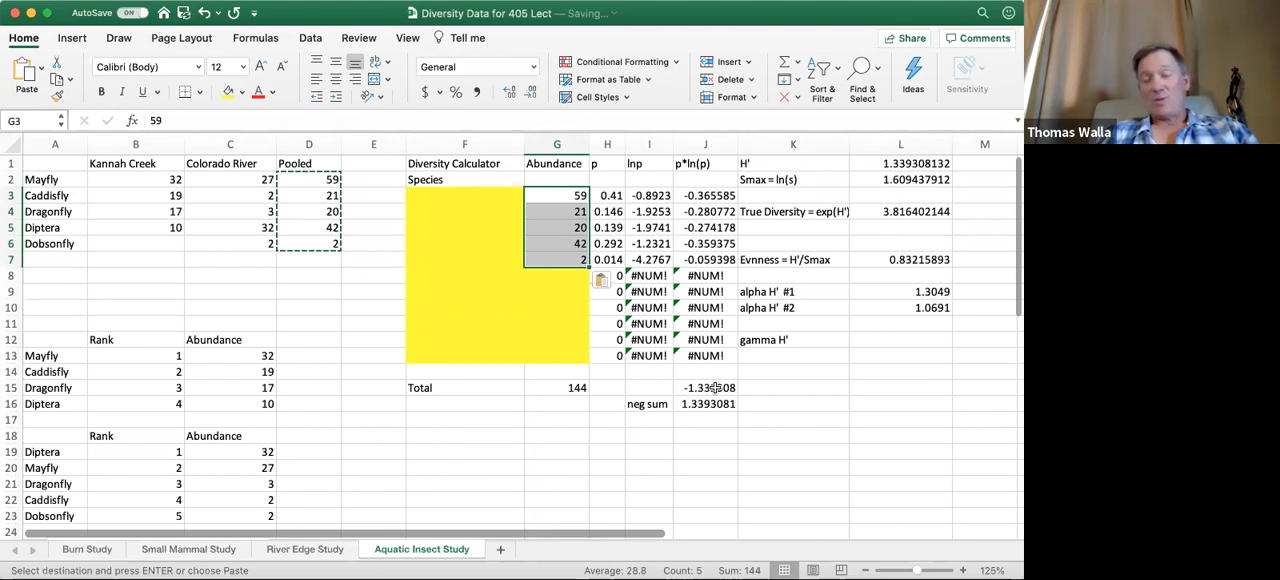 AutoSave ON Diversity Data for 405 Lect — Saving...
Home Insert Draw Page Layout Formulas Data Review View Tell me Share Comments
Paste Calibri (Body) 12 A A General Conditional Formatting Insert Sort & Filter Find & Select Ideas Sensitivity
B I U A $ % Format as Table Delete
Cell Styles Format
G3 fx 59
A B C D E F G H I J K L M
1 Kannah Creek Colorado River Pooled Diversity Calculator Abundance p lnp p*ln(p) H' 1.339308132
2 Mayfly 32 27 59 Species Smax = ln(s) 1.609437912
3 Caddisfly 19 2 21 59 0.41 -0.8923 -0.365585
4 Dragonfly 17 3 20 21 0.146 -1.9253 -0.280772 True Diversity = exp(H') 3.816402144
5 Diptera 10 32 42 20 0.139 -1.9741 -0.274178
6 Dobsonfly 2 2 42 0.292 -1.2321 -0.359375
7 2 0.014 -4.2767 -0.059398 Evnness = H'/Smax 0.83215893
8 0 #NUM! #NUM!
9 0 #NUM! #NUM! alpha H' #1 1.3049
10 0 #NUM! #NUM! alpha H' #2 1.0691
11 0 #NUM! #NUM!
12 Rank Abundance 0 #NUM! #NUM! gamma H'
13 Mayfly 1 32 0 #NUM! #NUM!
14 Caddisfly 2 19
15 Dragonfly 3 17 Total 144
16 Diptera 4 10 neg sum 1.3393081
17
18 Rank Abundance
19 Diptera 1 32
20 Mayfly 2 27
21 Dragonfly 3 3
22 Caddisfly 4 2
23 Dobsonfly 5 2
24
Burn Study Small Mammal Study River Edge Study Aquatic Insect Study +
Select destination and press ENTER or choose Paste Average: 28.8 Count: 5 Sum: 144 125%
Thomas Walla